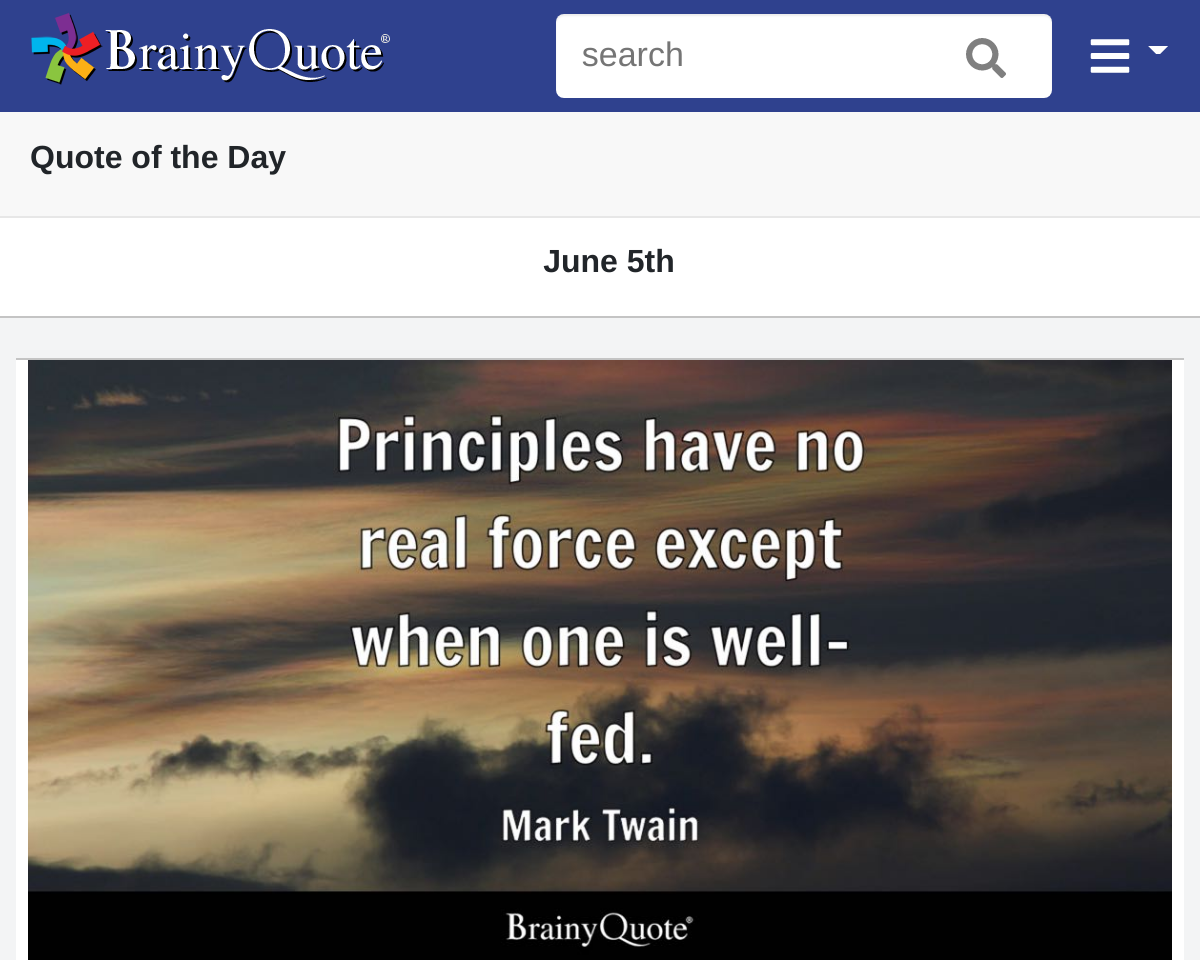 BrainyQuote®
search
Quote of the Day
June 5th
Principles have no
real force except
when one is well-
fed.
Mark Twain
BrainyQuote®